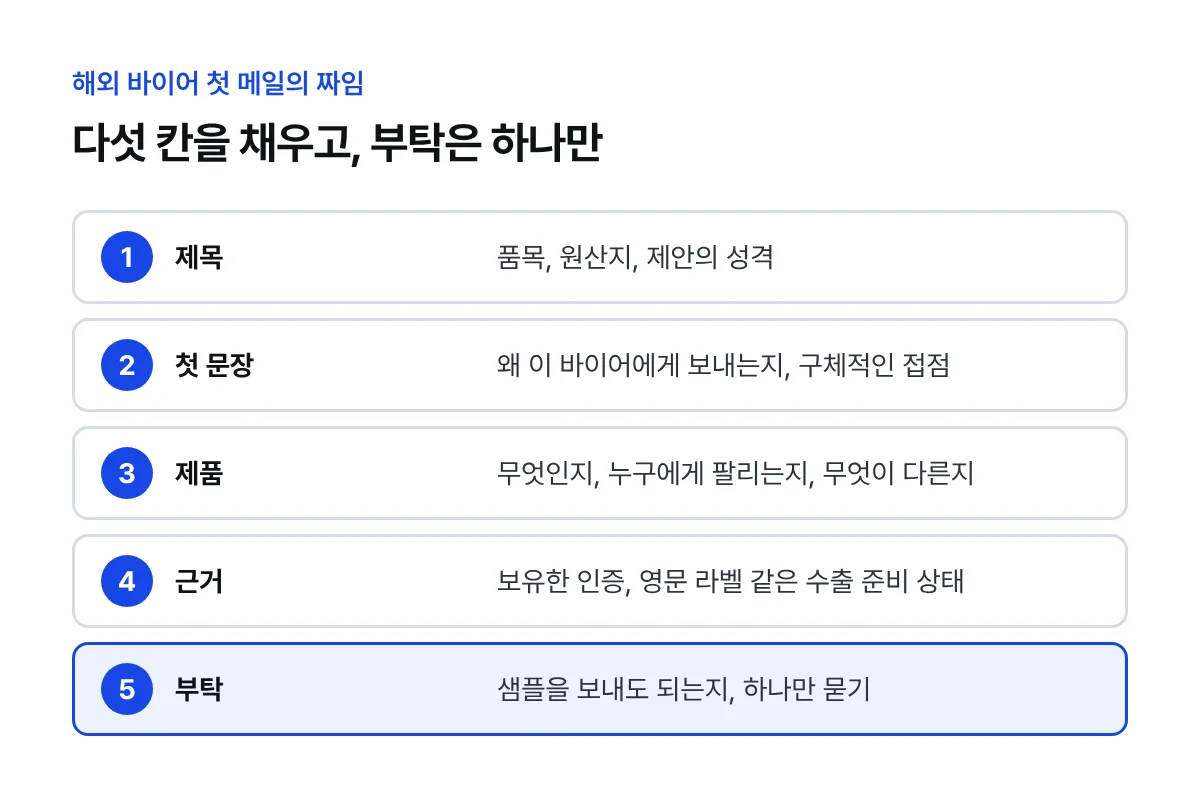 해외 바이어 첫 메일의 짜임
다섯 칸을 채우고, 부탁은 하나만
1 제목 품목, 원산지, 제안의 성격
2 첫 문장 왜 이 바이어에게 보내는지, 구체적인 접점
3 제품 무엇인지, 누구에게 팔리는지, 무엇이 다른지
4 근거 보유한 인증, 영문 라벨 같은 수출 준비 상태
5 부탁 샘플을 보내도 되는지, 하나만 묻기